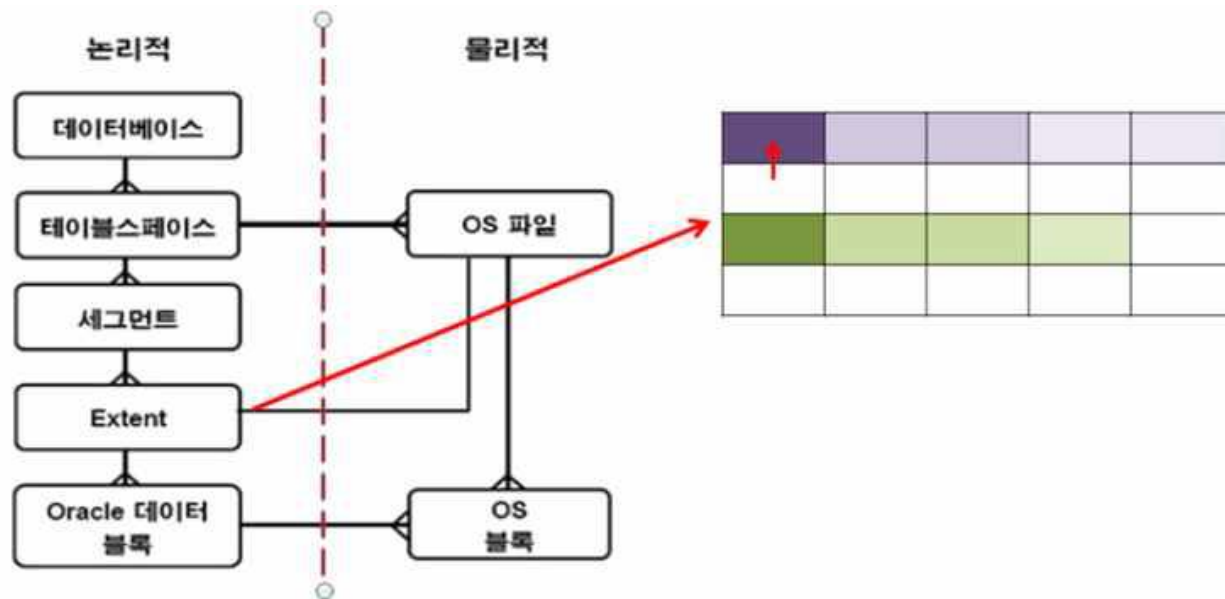 논리적
물리적
데이터베이스
테이블스페이스
OS 파일
세그먼트
Extent
Oracle 데이터
블록
OS
블록